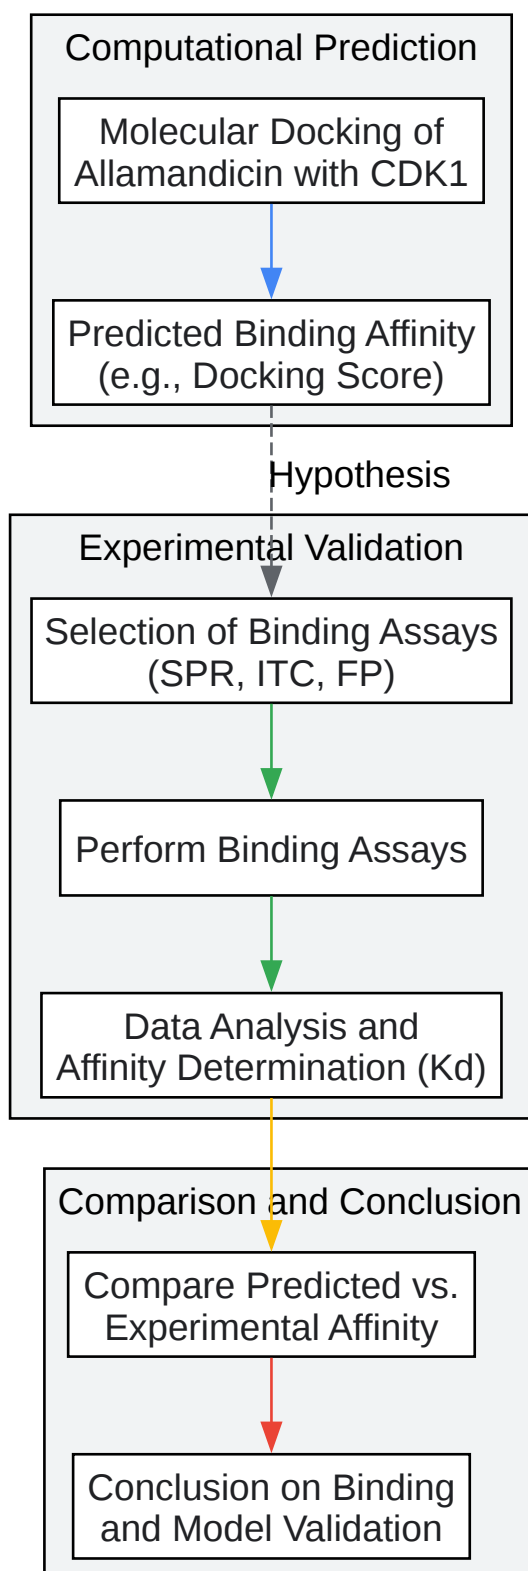 Computational Prediction
Molecular Docking of
Allamandicin with CDK1
Predicted Binding Affinity
(e.g., Docking Score)
Hypothesis
Experimental Validation
Selection of Binding Assays
(SPR, ITC, FP)
Perform Binding Assays
Data Analysis and
Affinity Determination (Kd)
Comparison and Conclusion
Compare Predicted vs.
Experimental Affinity
Conclusion on Binding
and Model Validation